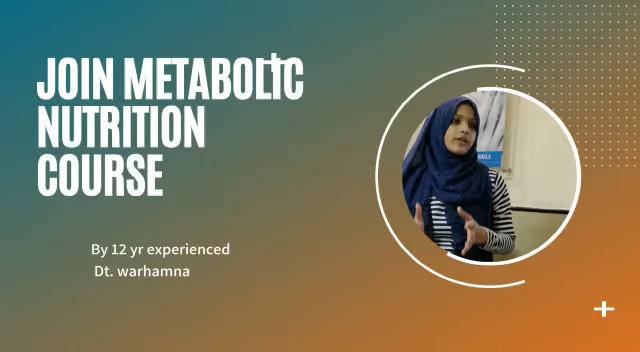 JOIN METABOLIC
NUTRITION
COURSE
By 12 yr experienced
Dt. warhamna